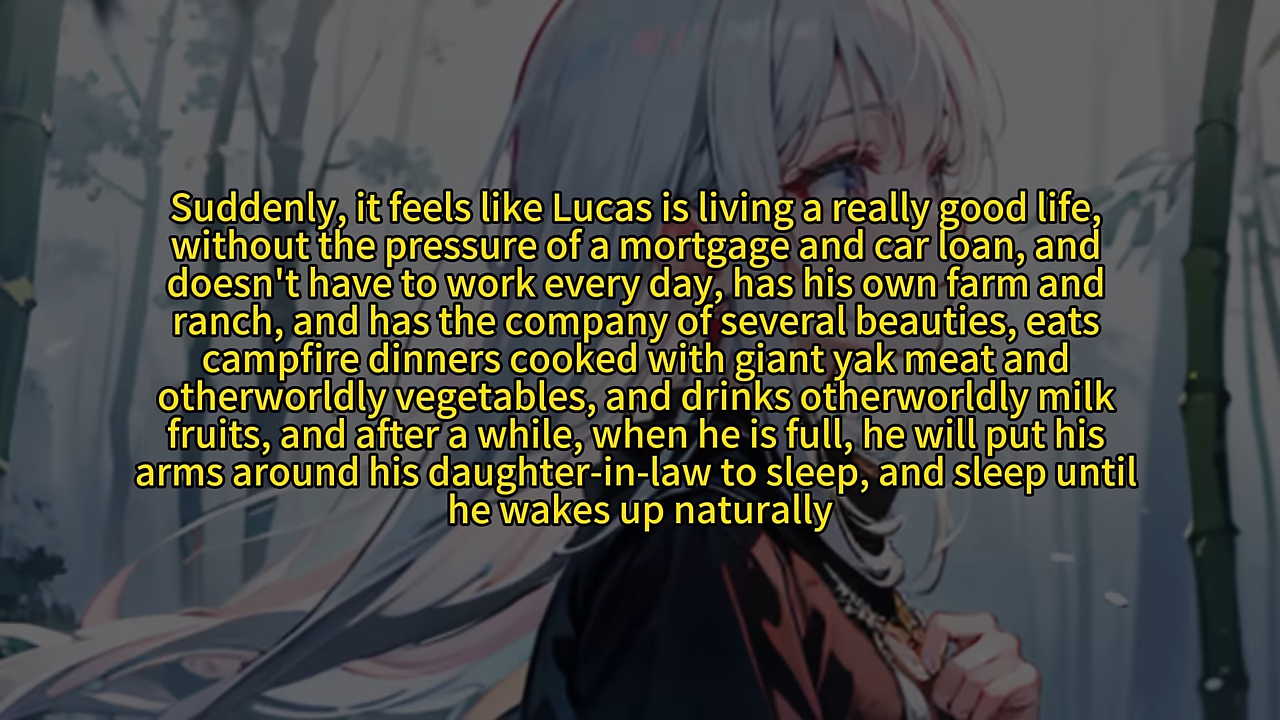 Suddenly, it feels like Lucas is living a really good life,
without the pressure of a mortgage and car loan, and
doesn't have to work every day, has his own farm and
ranch, and has the company of several beauties, eats
campfire dinners cooked with giant yak meat and
otherworldly vegetables, and drinks otherworldly milk
fruits, and after a while, when he is full, he will put his
arms around his daughter-in-law to sleep, and sleep until
he wakes up naturally